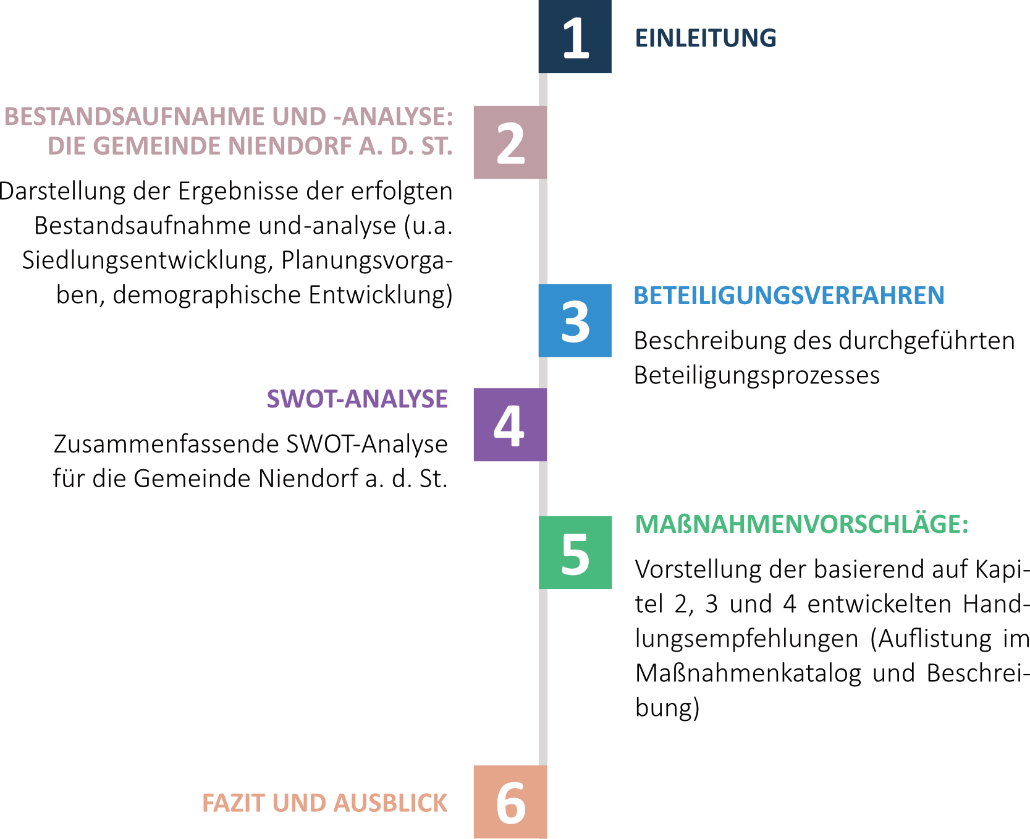 1
EINLEITUNG
2
BESTANDSAUFNAHME UND -ANALYSE:
DIE GEMEINDE NIENDORF A. D. ST.
Darstellung der Ergebnisse der erfolgten
Bestandsaufnahme und-analyse (u.a.
Siedlungsentwicklung, Planungsvorga-
ben, demographische Entwicklung)
3
BETEILIGUNGSVERFAHREN
Beschreibung des durchgeführten
Beteiligungsprozesses
4
SWOT-ANALYSE
Zusammenfassende SWOT-Analyse
für die Gemeinde Niendorf a. d. St.
5
MAßNAHMENVORSCHLÄGE:
Vorstellung der basierend auf Kapi-
tel 2, 3 und 4 entwickelten Hand-
lungsempfehlungen (Auflistung im
Maßnahmenkatalog und Beschrei-
bung)
6
FAZIT UND AUSBLICK